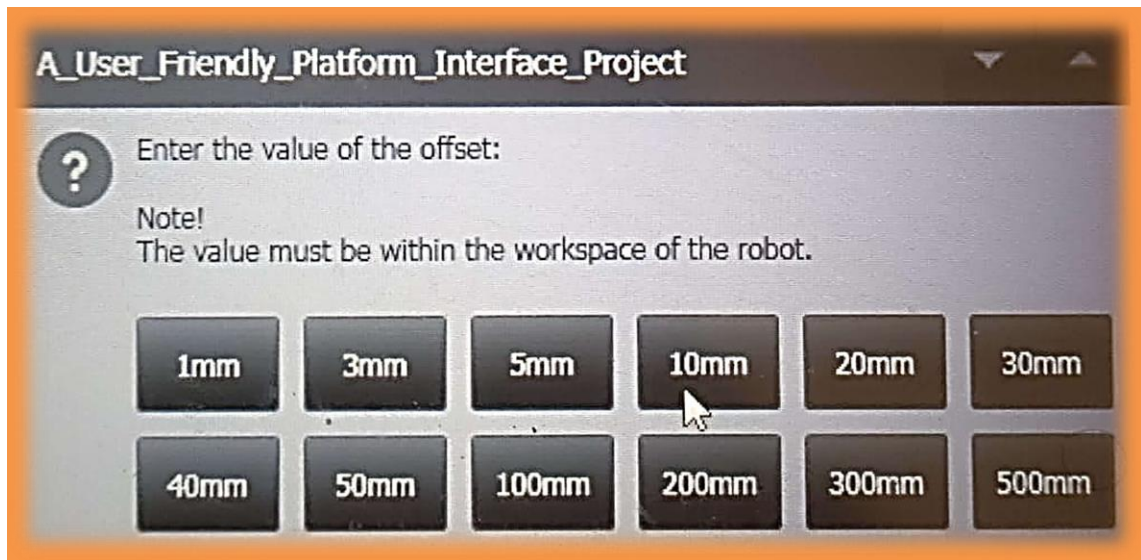 A_User_Friendly_Platform_Interface_Project
?
Enter the value of the offset:
Note!
The value must be within the workspace of the robot.
1mm 3mm 5mm 10mm 20mm 30mm
40mm 50mm 100mm 200mm 300mm 500mm